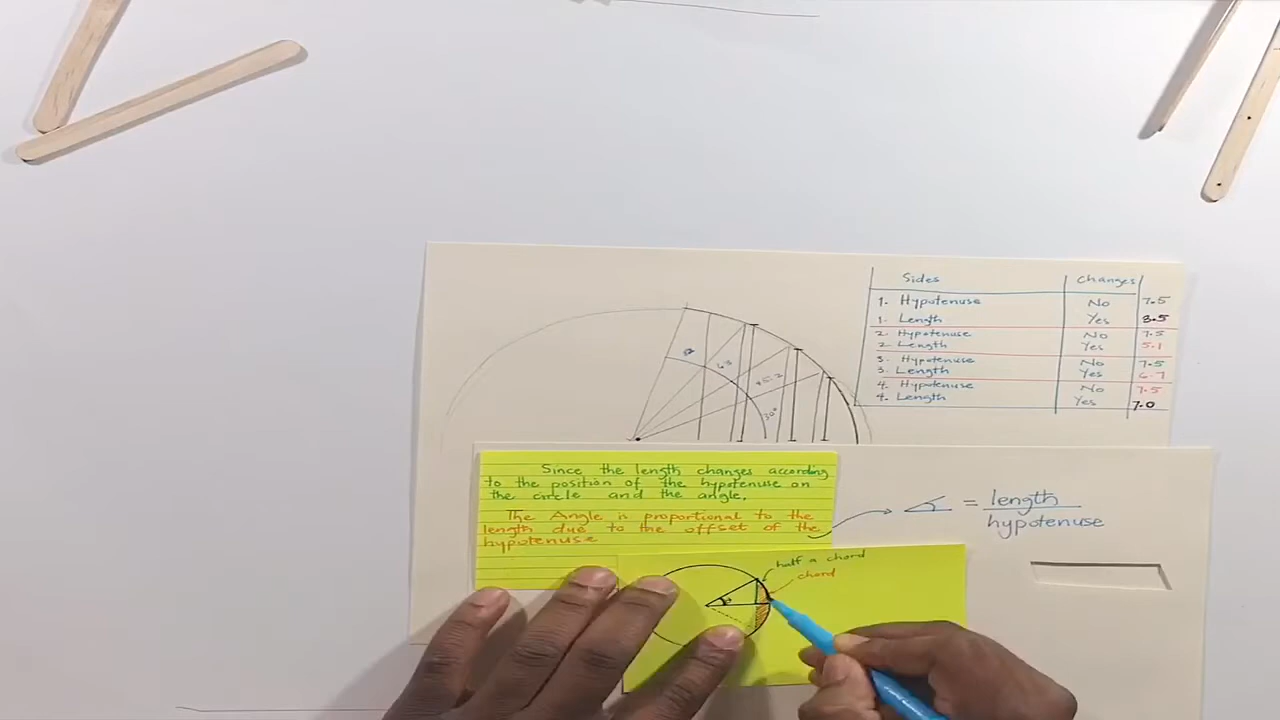 Sides Changes
1. Hypotenuse No 7.5
1. Length Yes 3.5
2. Hypotenuse No 7.5
2. Length Yes 5.1
3. Hypotenuse No 7.5
3. Length Yes 6.7
4. Hypotenuse No 7.5
4. Length Yes 7.0
63
30°
Since the length changes according
to the position of the hypotenuse on
the circle and the angle.
The Angle is proportional to the
length due to the offset of the
hypotenuse
= length
hypotenuse
half a chord
chord